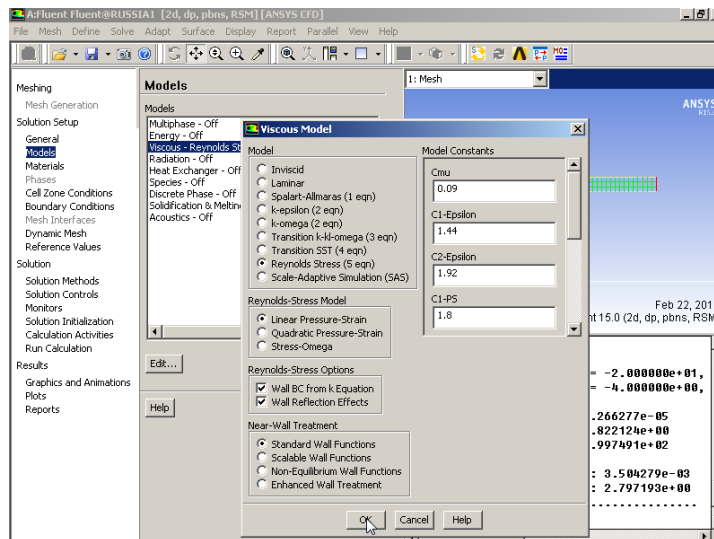 A:Fluent Fluent@RUSSIA1 [2d, dp, pbns, RSM] [ANSYS CFD]
File Mesh Define Solve Adapt Surface Display Report Parallel View Help
Meshing
Mesh Generation
Solution Setup
General
Models
Materials
Phases
Cell Zone Conditions
Boundary Conditions
Mesh Interfaces
Dynamic Mesh
Reference Values
Solution
Solution Methods
Solution Controls
Monitors
Solution Initialization
Calculation Activities
Run Calculation
Results
Graphics and Animations
Plots
Reports
Models
Models
Multiphase - Off
Energy - Off
Viscous - Reynolds St
Radiation - Off
Heat Exchanger - Off
Species - Off
Discrete Phase - Off
Solidification & Meltin
Acoustics - Off
Edit...
Help
1: Mesh
ANSYS
Viscous Model
Model
Inviscid
Laminar
Spalart-Allmaras (1 eqn)
k-epsilon (2 eqn)
k-omega (2 eqn)
Transition k-kl-omega (3 eqn)
Transition SST (4 eqn)
Reynolds Stress (5 eqn)
Scale-Adaptive Simulation (SAS)
Reynolds-Stress Model
Linear Pressure-Strain
Quadratic Pressure-Strain
Stress-Omega
Reynolds-Stress Options
Wall BC from k Equation
Wall Reflection Effects
Near-Wall Treatment
Standard Wall Functions
Scalable Wall Functions
Non-Equilibrium Wall Functions
Enhanced Wall Treatment
Model Constants
Cmu
0.09
C1-Epsilon
1.44
C2-Epsilon
1.92
C1-PS
1.8
OK Cancel Help
Feb 22, 201
nt 15.0 (2d, dp, pbns, RSM
= -2.000000e+01,
= -4.000000e+00,
.266277e-05
.822124e+00
.997491e+02
: 3.504279e-03
: 2.797193e+00
...............